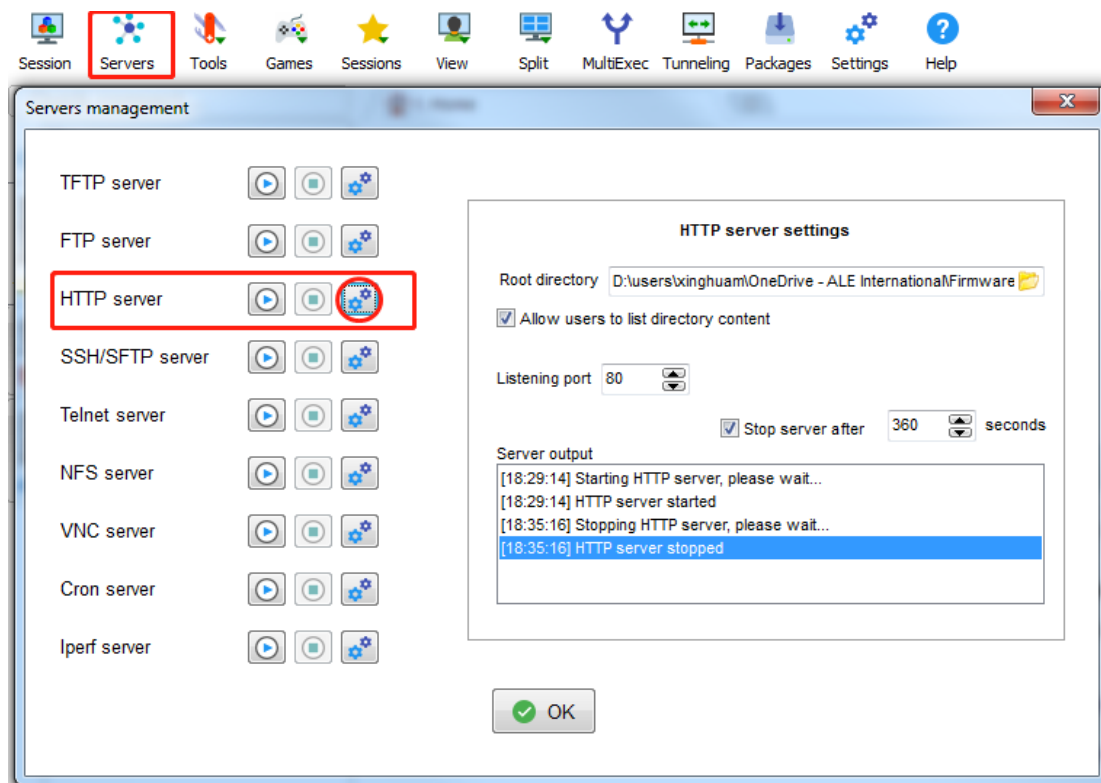 Session Servers Tools Games Sessions View Split MultiExec Tunneling Packages Settings Help
Servers management
TFTP server
FTP server
HTTP server
SSH/SFTP server
Telnet server
NFS server
VNC server
Cron server
Iperf server
HTTP server settings
Root directory D:\users\xinghuam\OneDrive - ALE International\Firmware
Allow users to list directory content
Listening port 80
Stop server after 360 seconds
Server output
[18:29:14] Starting HTTP server, please wait...
[18:29:14] HTTP server started
[18:35:16] Stopping HTTP server, please wait...
[18:35:16] HTTP server stopped
OK